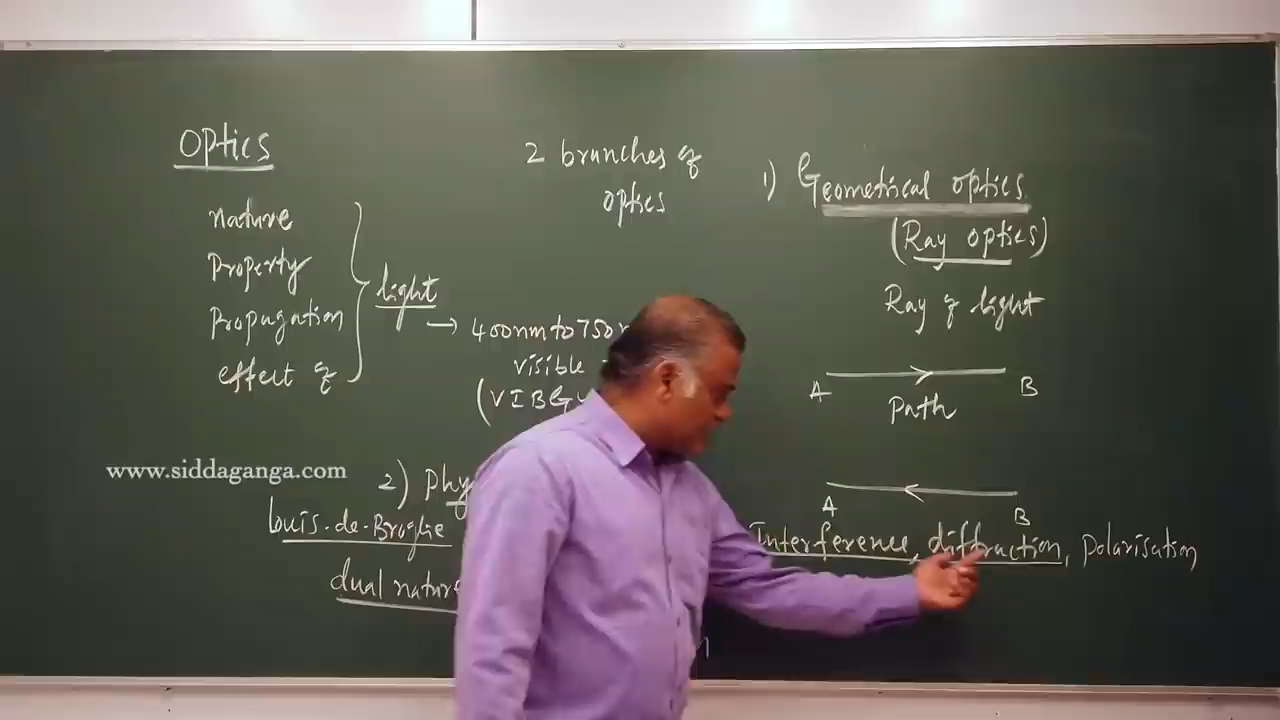 Optics
nature
Property
Propagation
effect of
light
→ 400nm to 750n
visible
(VIBG
2 branches of
optics
1) Geometrical optics
(Ray optics)
Ray of light
A B
Path
A
B
www.siddaganga.com
2) Phy
Louis-de-Broglie
dual nature
Interference, diffraction, Polarisation